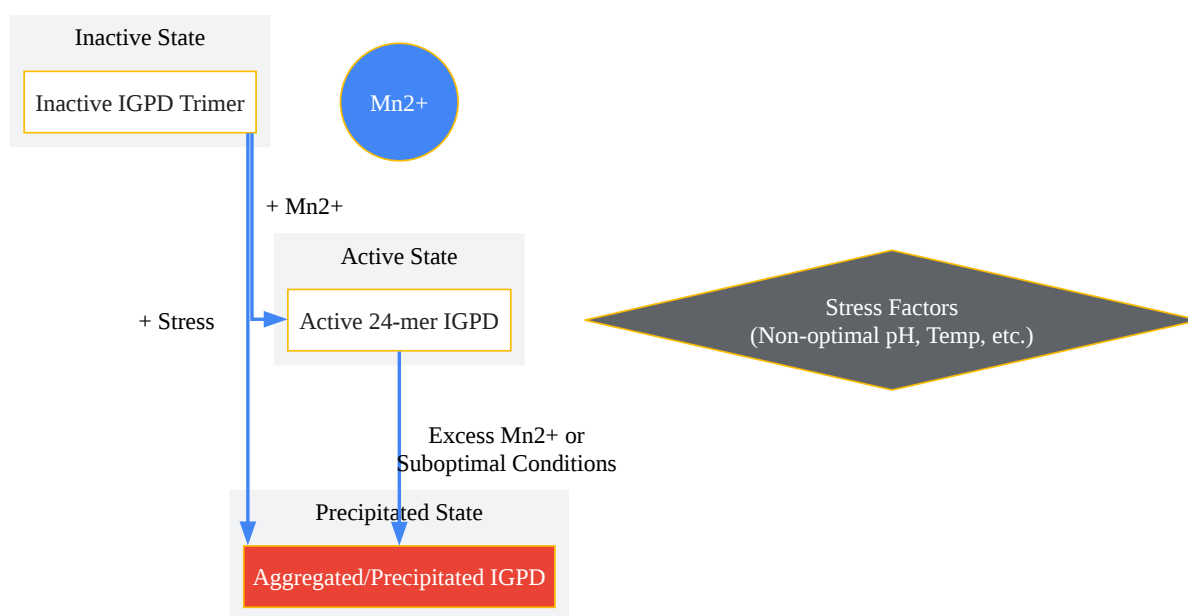 Inactive State
Inactive IGPD Trimer
Mn2+
+ Mn2+
Active State
+ Stress
Active 24-mer IGPD
Stress Factors
(Non-optimal pH, Temp, etc.)
Excess Mn2+ or
Suboptimal Conditions
Precipitated State
Aggregated/Precipitated IGPD